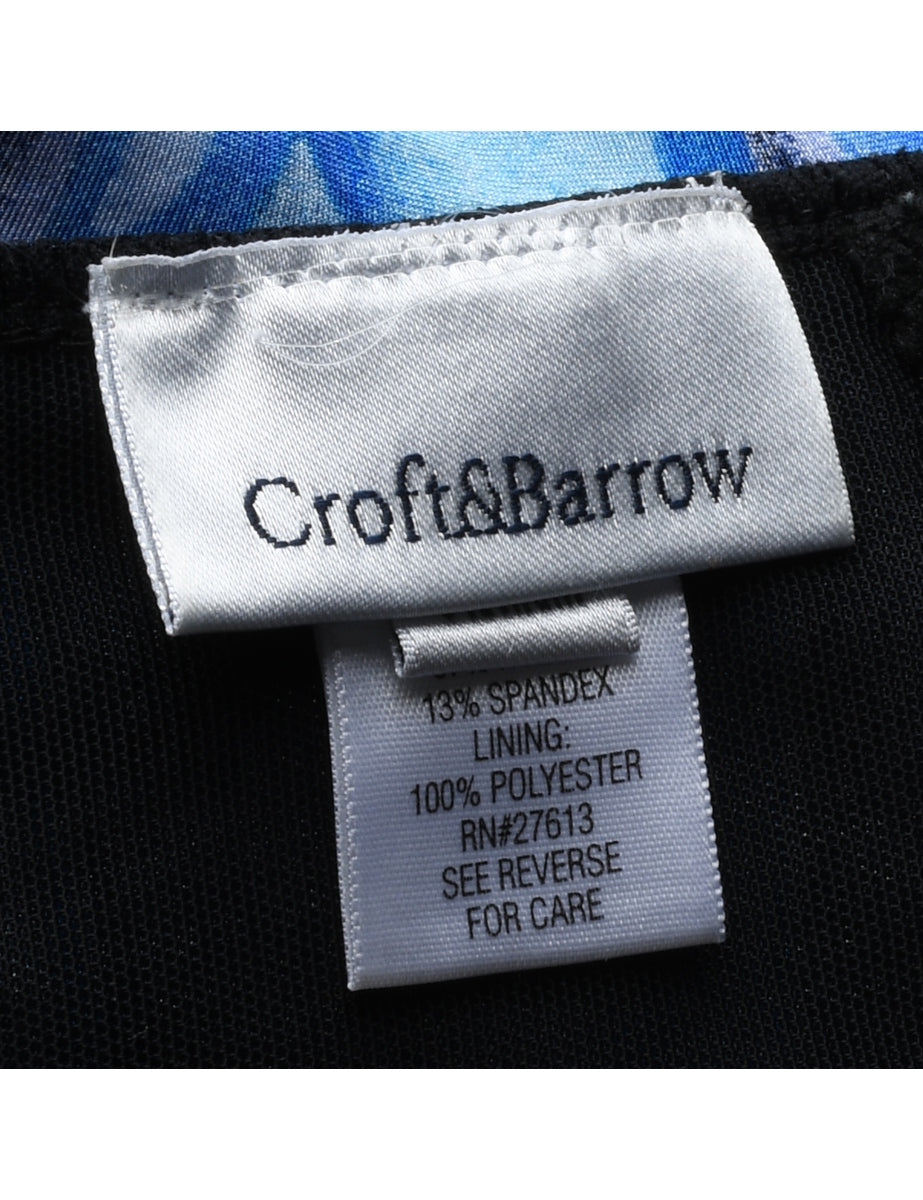 Croft&Barrow
13% SPANDEX
LINING:
100% POLYESTER
RN#27613
SEE REVERSE
FOR CARE